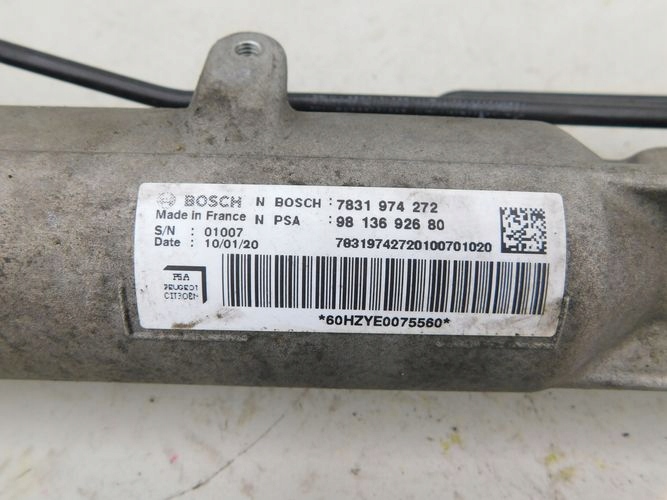 BOSCH N BOSCH : 7831 974 272
Made in France N PSA : 98 136 926 80
S/N : 01007
Date : 10/01/20 78319742720100701020
PSA
PEUGEOT
CITROËN
*60HZYE0075560*